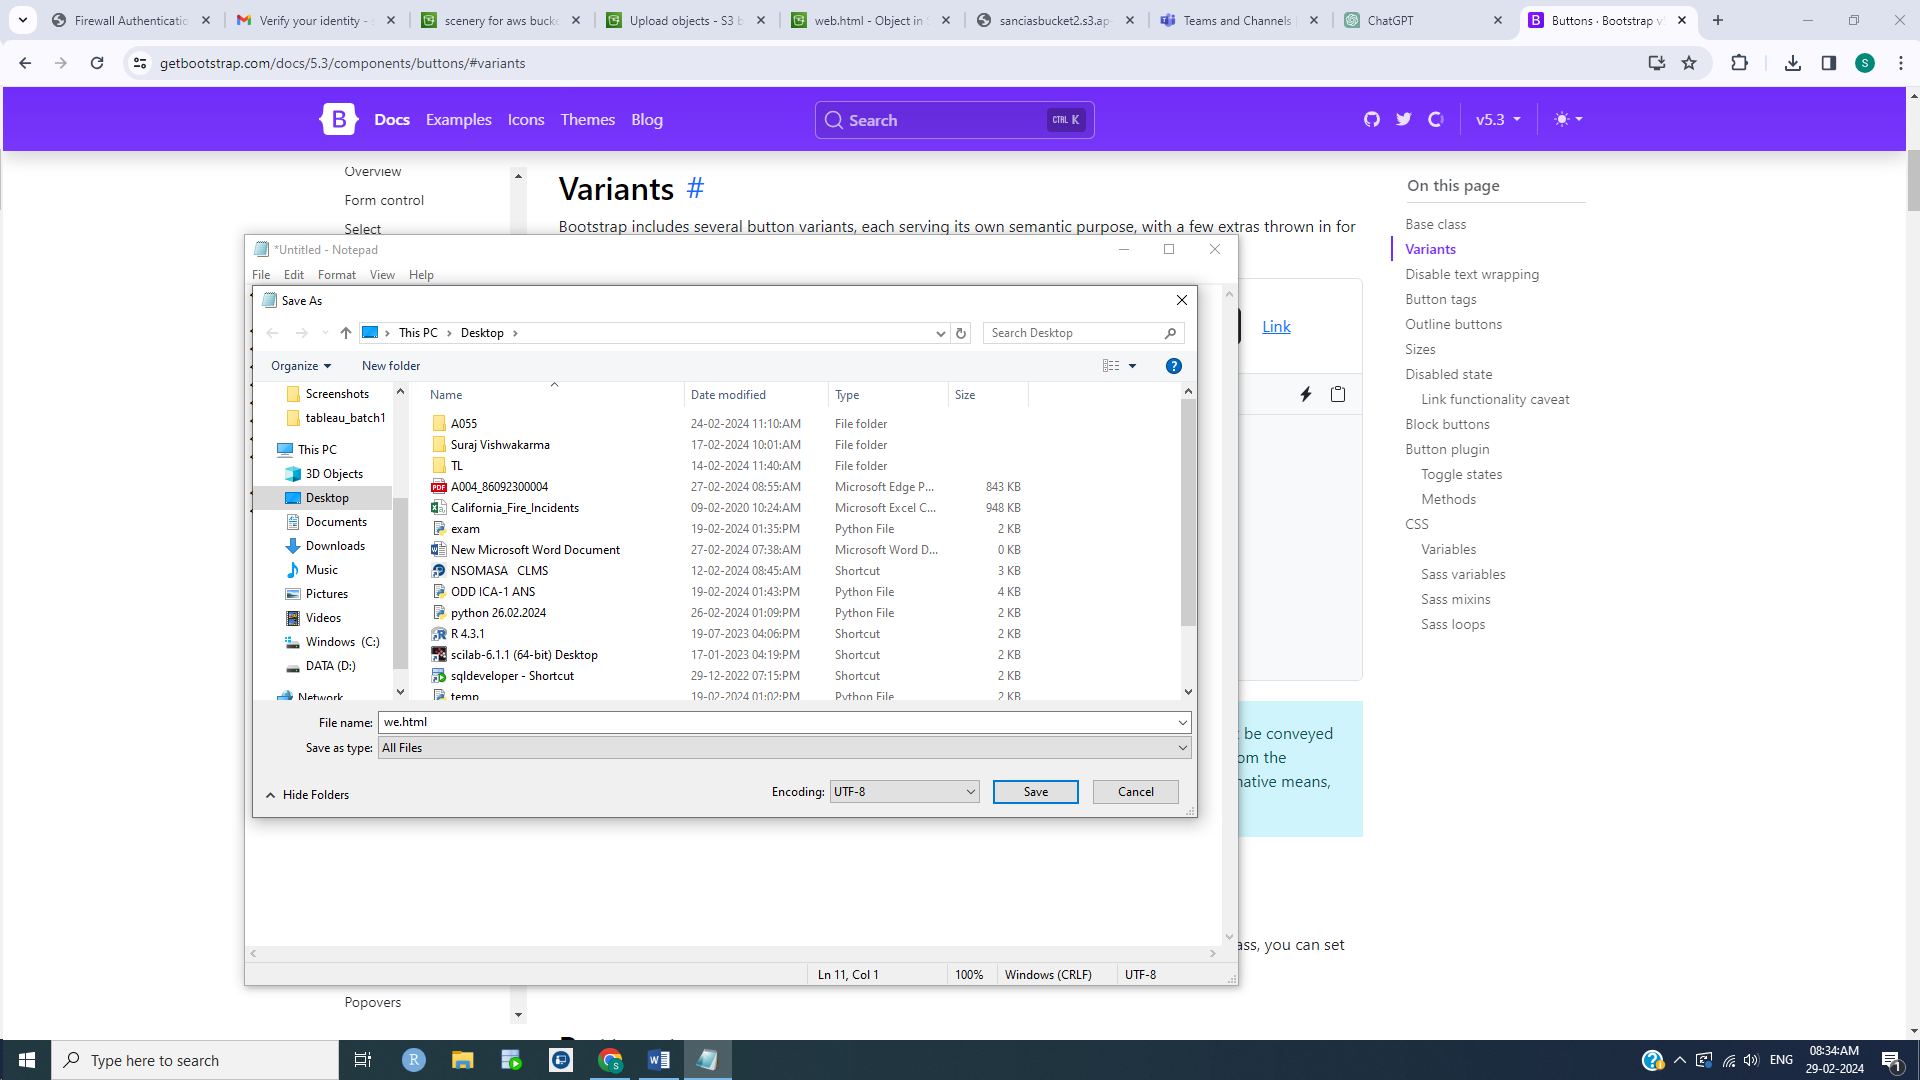 Firewall Authenticatio
Verify your identity - s
scenery for aws bucke
Upload objects - S3 b
web.html - Object in S
sanciasbucket2.s3.ap-
Teams and Channels |
ChatGPT
Buttons · Bootstrap v5
getbootstrap.com/docs/5.3/components/buttons/#variants
S
B Docs Examples Icons Themes Blog
Search CTRL K
v5.3
Overview
Form control
Select
Variants #
Bootstrap includes several button variants, each serving its own semantic purpose, with a few extras thrown in for
On this page
Base class
Variants
Disable text wrapping
Button tags
Outline buttons
Sizes
Disabled state
Link functionality caveat
Block buttons
Button plugin
Toggle states
Methods
CSS
Variables
Sass variables
Sass mixins
Sass loops
Link
*Untitled - Notepad
File Edit Format View Help
Save As
This PC > Desktop >
Search Desktop
Organize New folder
Screenshots
tableau_batch1
This PC
3D Objects
Desktop
Documents
Downloads
Music
Pictures
Videos
Windows (C:)
DATA (D:)
Network
Name Date modified Type Size
A055 24-02-2024 11:10:AM File folder
Suraj Vishwakarma 17-02-2024 10:01:AM File folder
TL 14-02-2024 11:40:AM File folder
A004_86092300004 27-02-2024 08:55:AM Microsoft Edge P... 843 KB
California_Fire_Incidents 09-02-2020 10:24:AM Microsoft Excel C... 948 KB
exam 19-02-2024 01:35:PM Python File 2 KB
New Microsoft Word Document 27-02-2024 07:38:AM Microsoft Word D... 0 KB
NSOMASA CLMS 12-02-2024 08:45:AM Shortcut 3 KB
ODD ICA-1 ANS 19-02-2024 01:43:PM Python File 4 KB
python 26.02.2024 26-02-2024 01:09:PM Python File 2 KB
R 4.3.1 19-07-2023 04:06:PM Shortcut 2 KB
scilab-6.1.1 (64-bit) Desktop 17-01-2023 04:19:PM Shortcut 2 KB
sqldeveloper - Shortcut 29-12-2022 07:15:PM Shortcut 2 KB
temp 19-02-2024 01:02:PM Python File 2 KB
File name: we.html
Save as type: All Files
Hide Folders
Encoding: UTF-8
Save
Cancel
be conveyed
om the
native means,
ass, you can set
Ln 11, Col 1 100% Windows (CRLF) UTF-8
Popovers
Type here to search
ENG
08:34:AM
29-02-2024
1